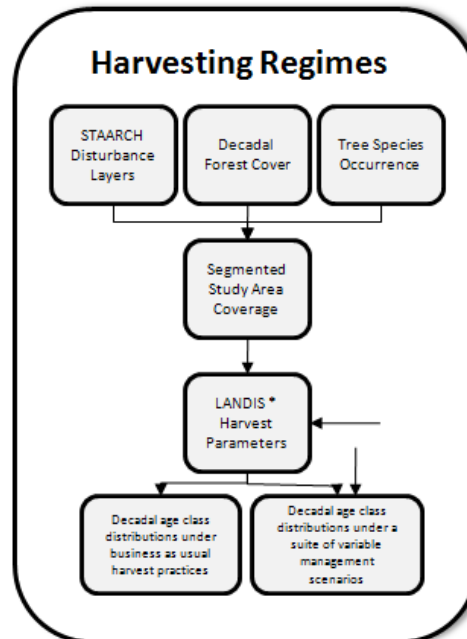 Harvesting Regimes
STAARCH
Disturbance
Layers
Decadal
Forest Cover
Tree Species
Occurrence
Segmented
Study Area
Coverage
LANDIS *
Harvest
Parameters
Decadal age class
distributions under
business as usual
harvest practices
Decadal age class
distributions under a
suite of variable
management
scenarios